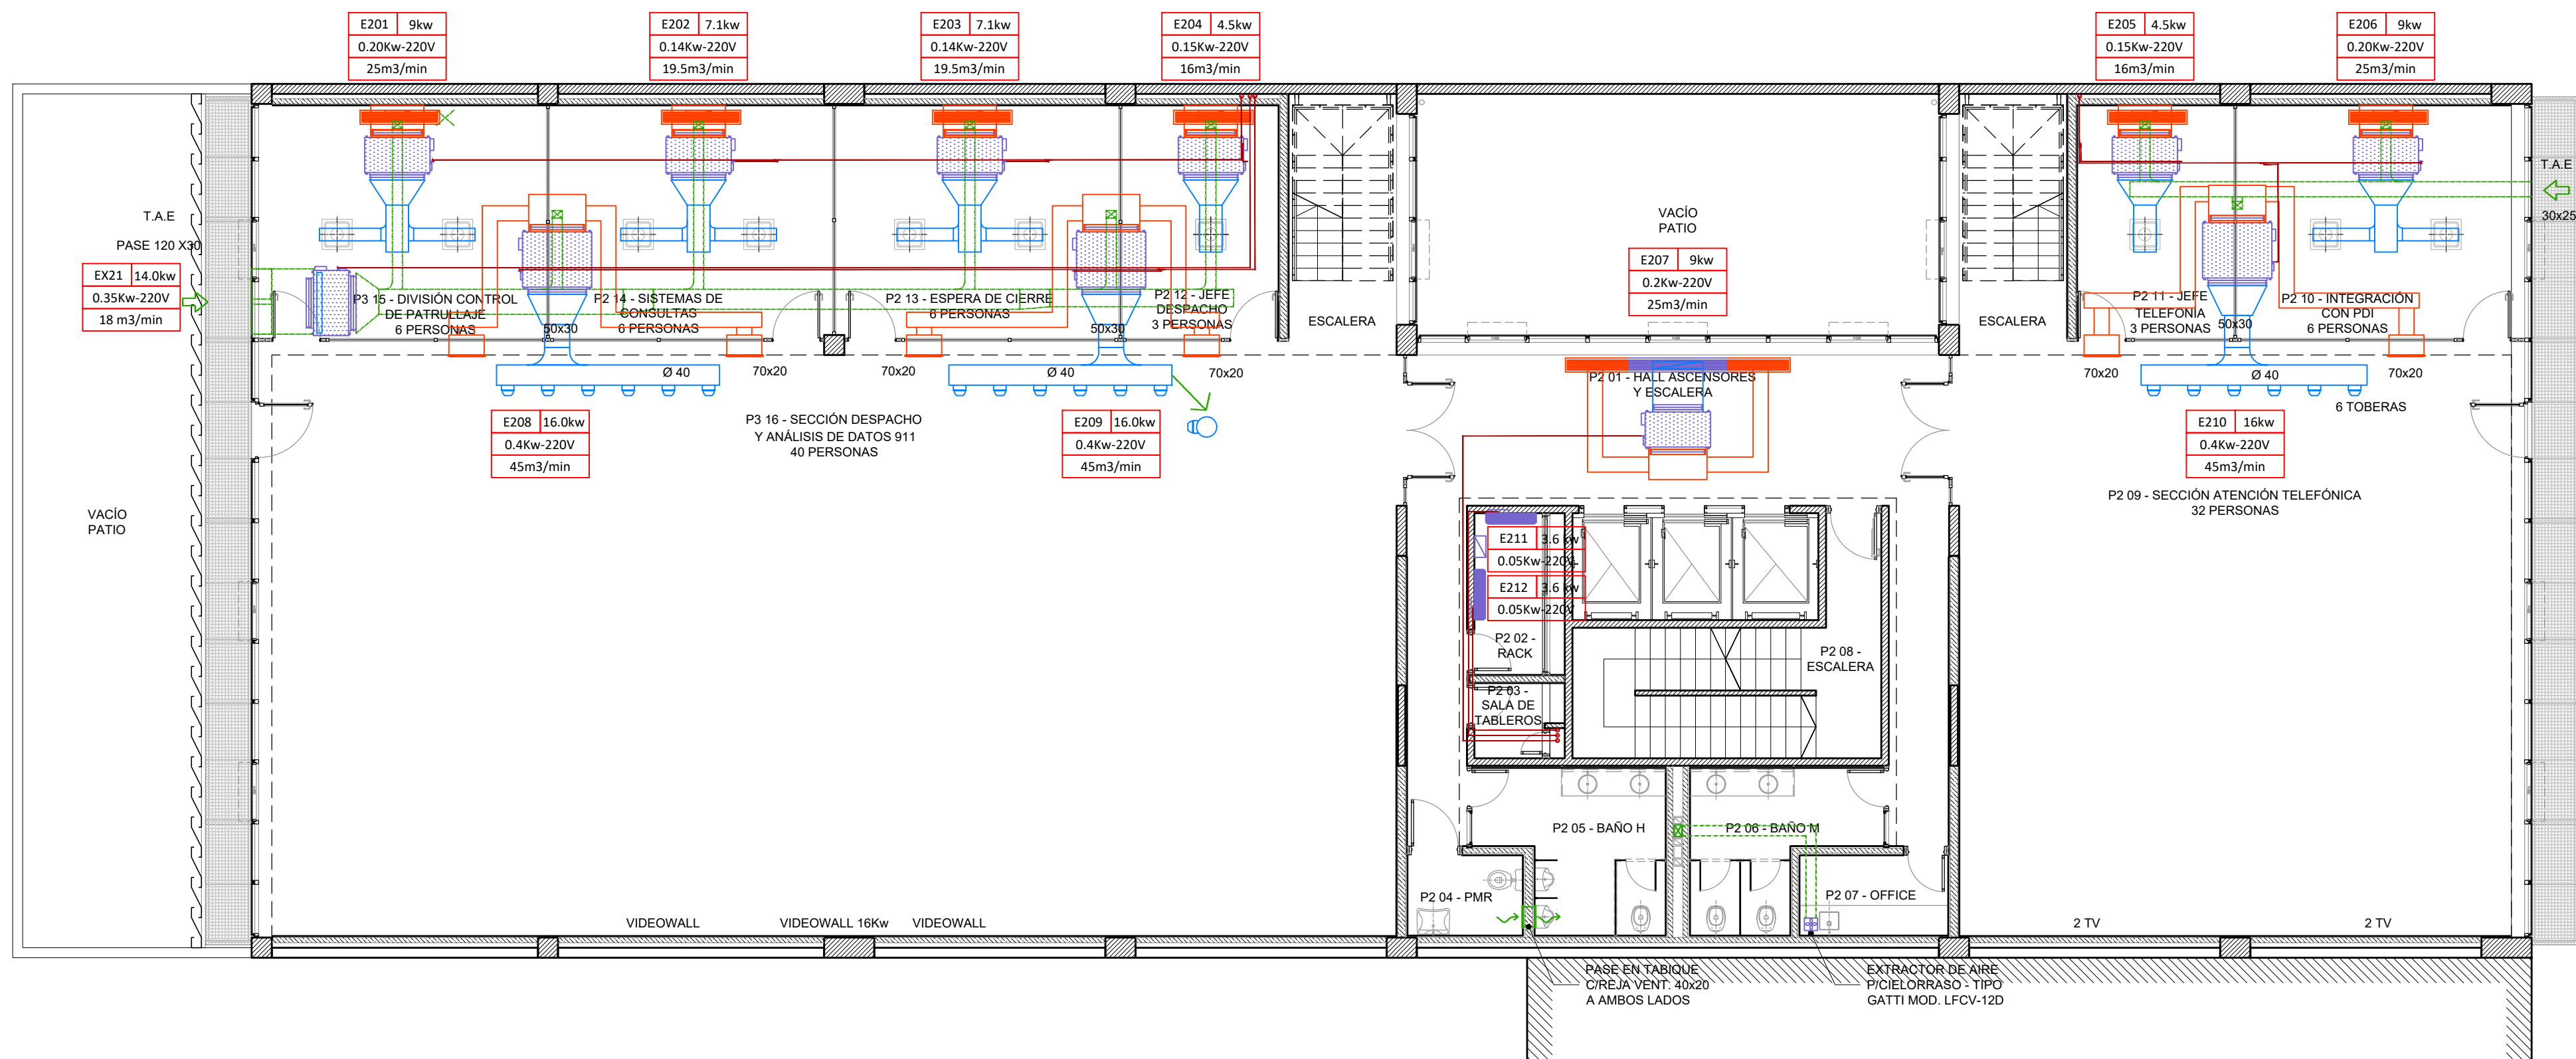 E201 9kw
0.20Kw-220V
25m3/min
E202 7.1kw
0.14Kw-220V
19.5m3/min
E203 7.1kw
0.14Kw-220V
19.5m3/min
E204 4.5kw
0.15Kw-220V
16m3/min
E205 4.5kw
0.15Kw-220V
16m3/min
E206 9kw
0.20Kw-220V
25m3/min
T.A.E
PASE 120 X30
EX21 14.0kw
0.35Kw-220V
18 m3/min
T.A.E
30x25
VACÍO
PATIO
E207 9kw
0.2Kw-220V
25m3/min
P3 15 - DIVISIÓN CONTROL
DE PATRULLAJE
6 PERSONAS
P2 14 - SISTEMAS DE
CONSULTAS
6 PERSONAS
P2 13 - ESPERA DE CIERRE
6 PERSONAS
P2 12 - JEFE
DESPACHO
3 PERSONAS
ESCALERA
ESCALERA
P2 11 - JEFE
TELEFONÍA
3 PERSONAS
P2 10 - INTEGRACIÓN
CON PDI
6 PERSONAS
50x30
50x30
50x30
Ø 40
70x20
70x20
Ø 40
70x20
70x20
Ø 40
70x20
6 TOBERAS
P2 01 - HALL ASCENSORES
Y ESCALERA
E208 16.0kw
0.4Kw-220V
45m3/min
P3 16 - SECCIÓN DESPACHO
Y ANÁLISIS DE DATOS 911
40 PERSONAS
E209 16.0kw
0.4Kw-220V
45m3/min
E210 16kw
0.4Kw-220V
45m3/min
P2 09 - SECCIÓN ATENCIÓN TELEFÓNICA
32 PERSONAS
VACÍO
PATIO
E211 3.6 kw
0.05Kw-220V
E212 3.6 kw
0.05Kw-220V
P2 02 -
RACK
P2 08 -
ESCALERA
P2 03 -
SALA DE
TABLEROS
P2 05 - BAÑO H
P2 06 - BAÑO M
P2 04 - PMR
P2 07 - OFFICE
VIDEOWALL
VIDEOWALL 16Kw
VIDEOWALL
2 TV
2 TV
PASE EN TABIQUE
C/REJA VENT. 40x20
A AMBOS LADOS
EXTRACTOR DE AIRE
P/CIELORRASO - TIPO
GATTI MOD. LFCV-12D